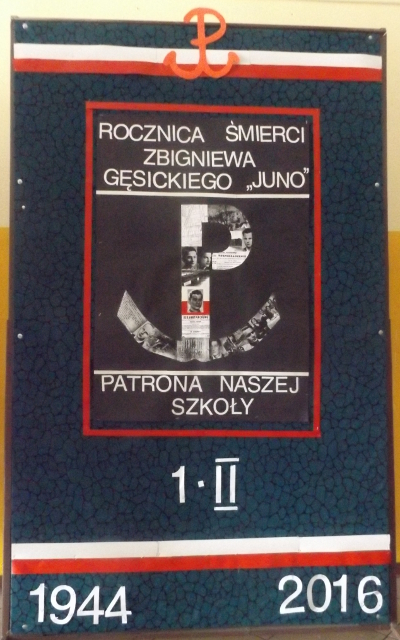 ROCZNICA ŚMIERCI
ZBIGNIEWA
GĘSICKIEGO „JUNO”
PATRONA NASZEJ
SZKOŁY
1·II
1944 2016